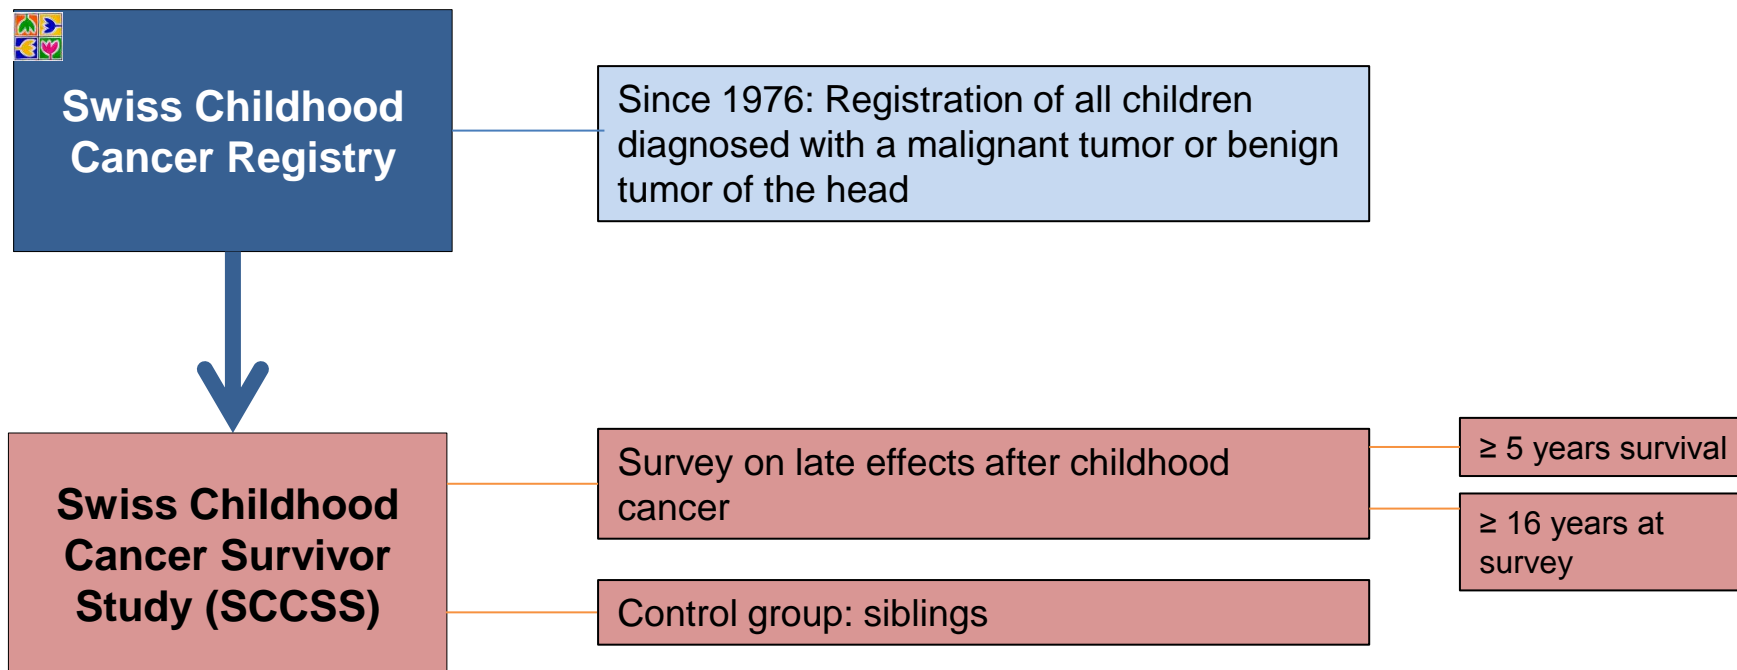 Swiss Childhood
Cancer Registry
Since 1976: Registration of all children
diagnosed with a malignant tumor or benign
tumor of the head
Swiss Childhood
Cancer Survivor
Study (SCCSS)
Survey on late effects after childhood
cancer
≥ 5 years survival
≥ 16 years at
survey
Control group: siblings